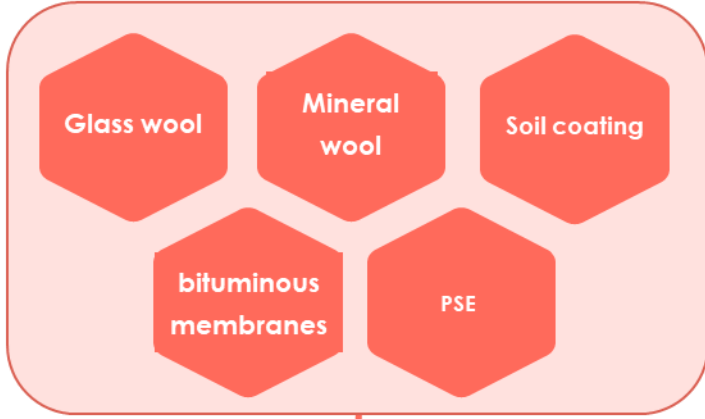 Glass wool
Mineral
wool
Soil coating
bituminous
membranes
PSE